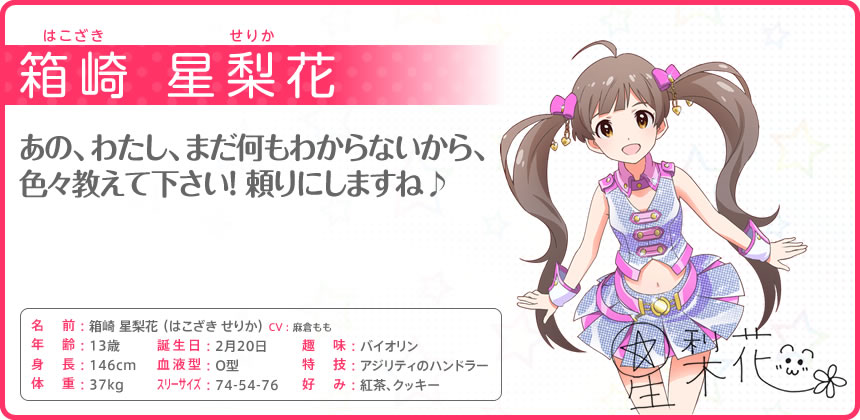 はこざき せりか
箱崎 星梨花
あの、わたし、まだ何もわからないから、
色々教えて下さい! 頼りにしますね♪
名 前 : 箱崎 星梨花 (はこざき せりか) CV : 麻倉もも
年 齢 : 13歳 誕生日 : 2月20日 趣 味 : バイオリン
身 長 : 146cm 血液型 : O型 特 技 : アジリティのハンドラー
体 重 : 37kg スリーサイズ : 74-54-76 好 み : 紅茶、クッキー
星梨花